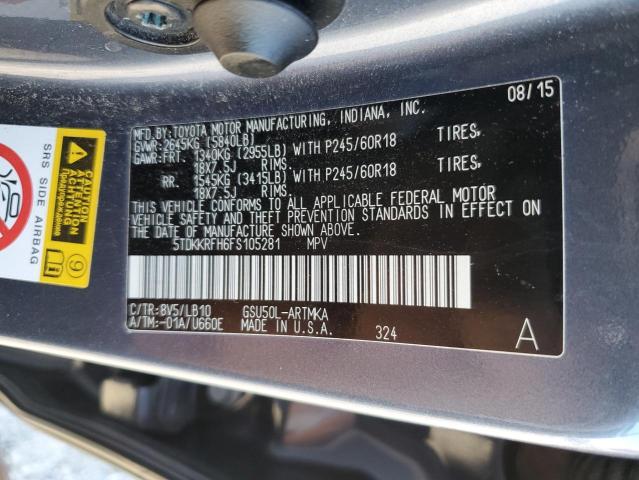 MFD. BY: TOYOTA MOTOR MANUFACTURING, INDIANA, INC. 08/15
GVWR: 2645KG (5840LB)
GAWR: FRT. 1340KG (2955LB) WITH P245/60R18 TIRES,
18X7.5J RIMS.
RR. 1545KG (3415LB) WITH P245/60R18 TIRES,
18X7.5J RIMS.
THIS VEHICLE CONFORMS TO ALL APPLICABLE FEDERAL MOTOR
VEHICLE SAFETY AND THEFT PREVENTION STANDARDS IN EFFECT ON
THE DATE OF MANUFACTURE SHOWN ABOVE.
5TDKKRFH6FS105281 MPV
C/TR: 8V5/LB10 GSU50L-ARTMKA
A/TM: -01A/U660E MADE IN U.S.A. 324 A
SRS SIDE AIRBAG
ATTENTION